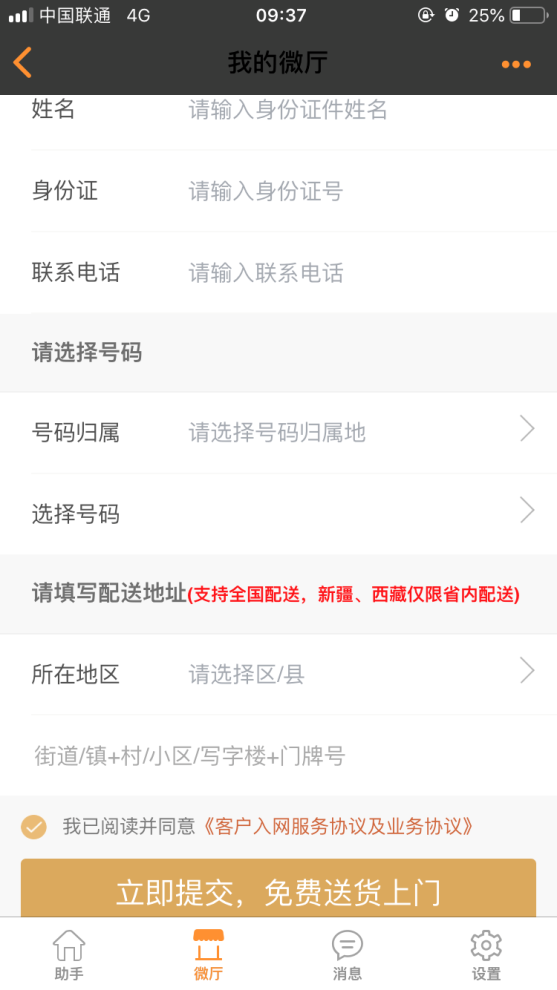 中国联通 4G 09:37 25%
我的微厅
姓名 请输入身份证件姓名
身份证 请输入身份证号
联系电话 请输入联系电话
请选择号码
号码归属 请选择号码归属地
选择号码
请填写配送地址(支持全国配送，新疆、西藏仅限省内配送)
所在地区 请选择区/县
街道/镇+村/小区/写字楼+门牌号
我已阅读并同意《客户入网服务协议及业务协议》
立即提交，免费送货上门
助手 微厅 消息 设置